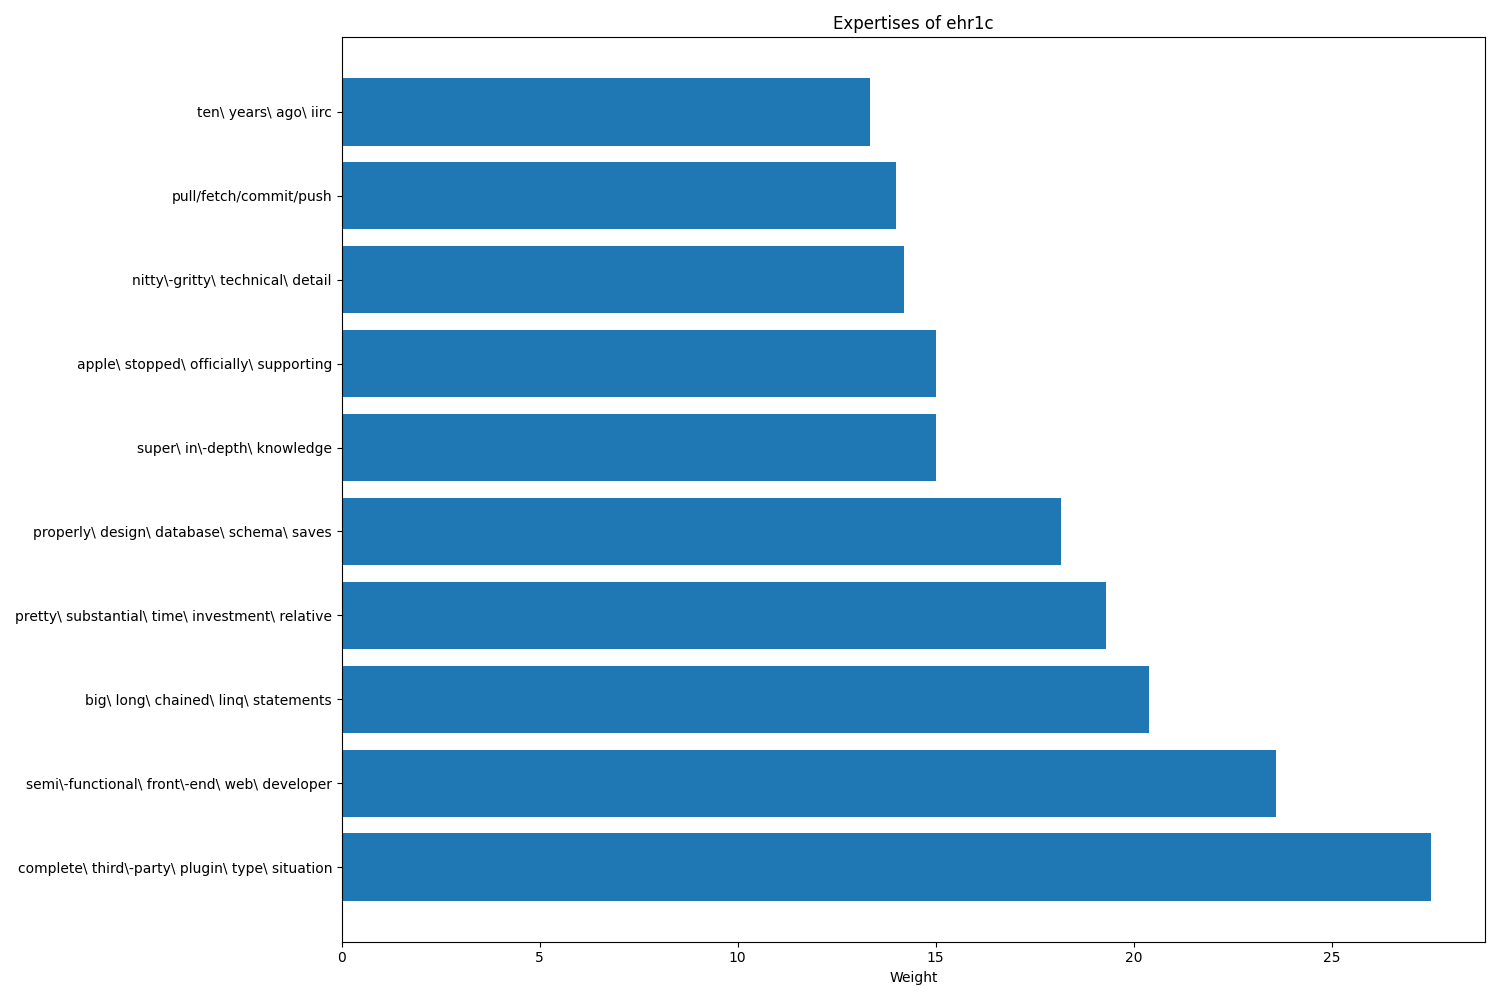 Expertises of ehr1c
ten\ years\ ago\ iirc
pull/fetch/commit/push
nitty\-gritty\ technical\ detail
apple\ stopped\ officially\ supporting
super\ in\-depth\ knowledge
properly\ design\ database\ schema\ saves
pretty\ substantial\ time\ investment\ relative
big\ long\ chained\ linq\ statements
semi\-functional\ front\-end\ web\ developer
complete\ third\-party\ plugin\ type\ situation
0 5 10 15 20 25
Weight